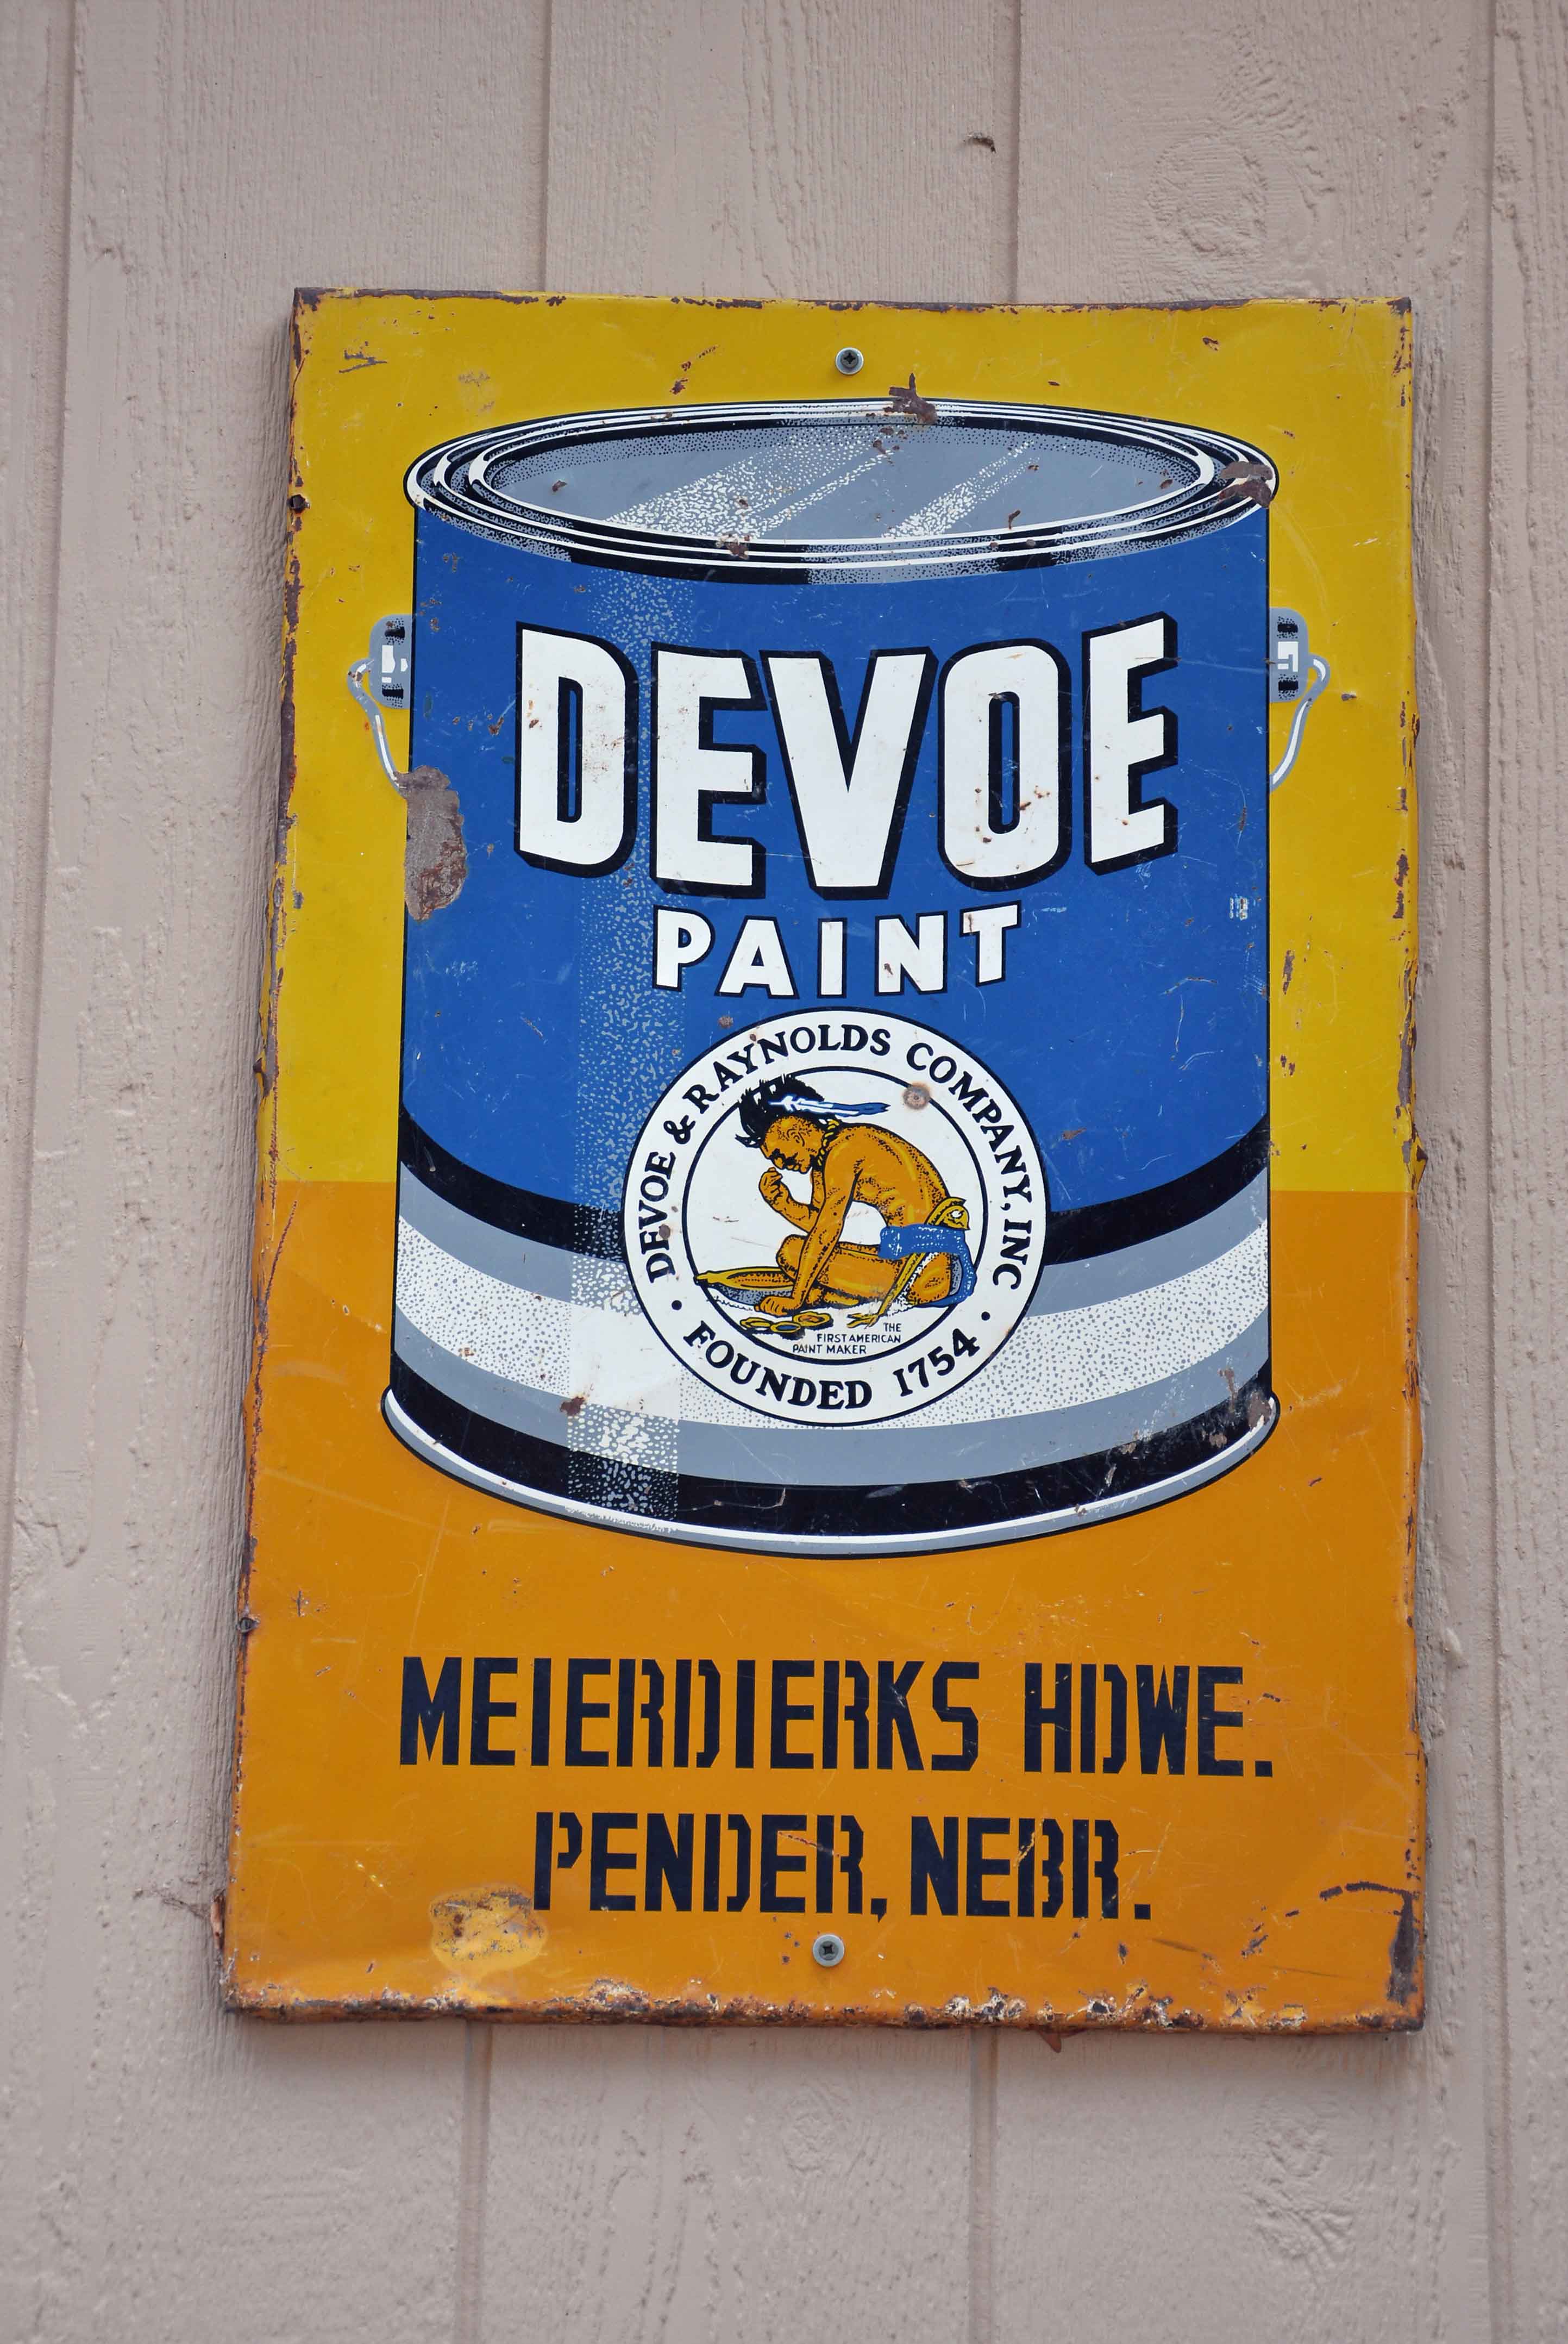 DEVOE
PAINT
DEVOE & RAYNOLDS COMPANY, INC
THE
FIRST AMERICAN
PAINT MAKER
• FOUNDED 1754 •
MEIERDIERKS HDWE.
PENDER, NEBR.